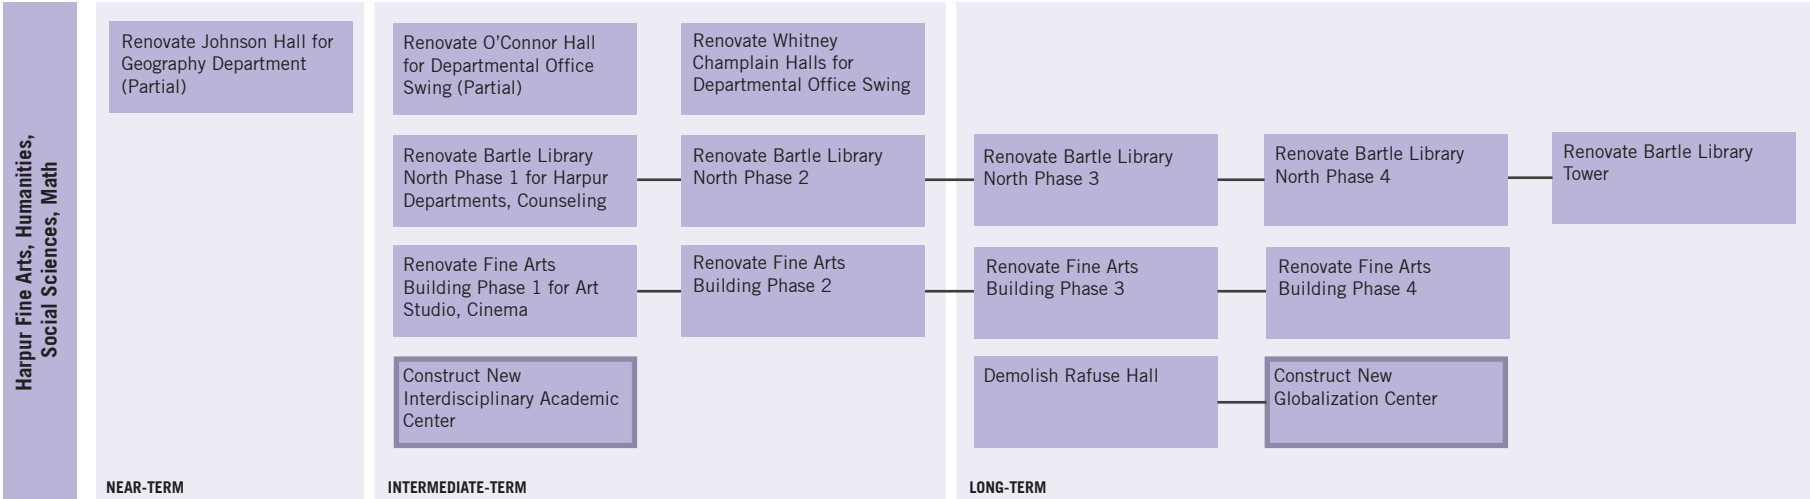 Harpur Fine Arts, Humanities,
Social Sciences, Math
Renovate Johnson Hall for
Geography Department
(Partial)
NEAR-TERM
Renovate O’Connor Hall
for Departmental Office
Swing (Partial)
Renovate Whitney
Champlain Halls for
Departmental Office Swing
Renovate Bartle Library
North Phase 1 for Harpur
Departments, Counseling
Renovate Bartle Library
North Phase 2
Renovate Fine Arts
Building Phase 1 for Art
Studio, Cinema
Renovate Fine Arts
Building Phase 2
Construct New
Interdisciplinary Academic
Center
INTERMEDIATE-TERM
Renovate Bartle Library
North Phase 3
Renovate Bartle Library
North Phase 4
Renovate Bartle Library
Tower
Renovate Fine Arts
Building Phase 3
Renovate Fine Arts
Building Phase 4
Demolish Rafuse Hall
Construct New
Globalization Center
LONG-TERM